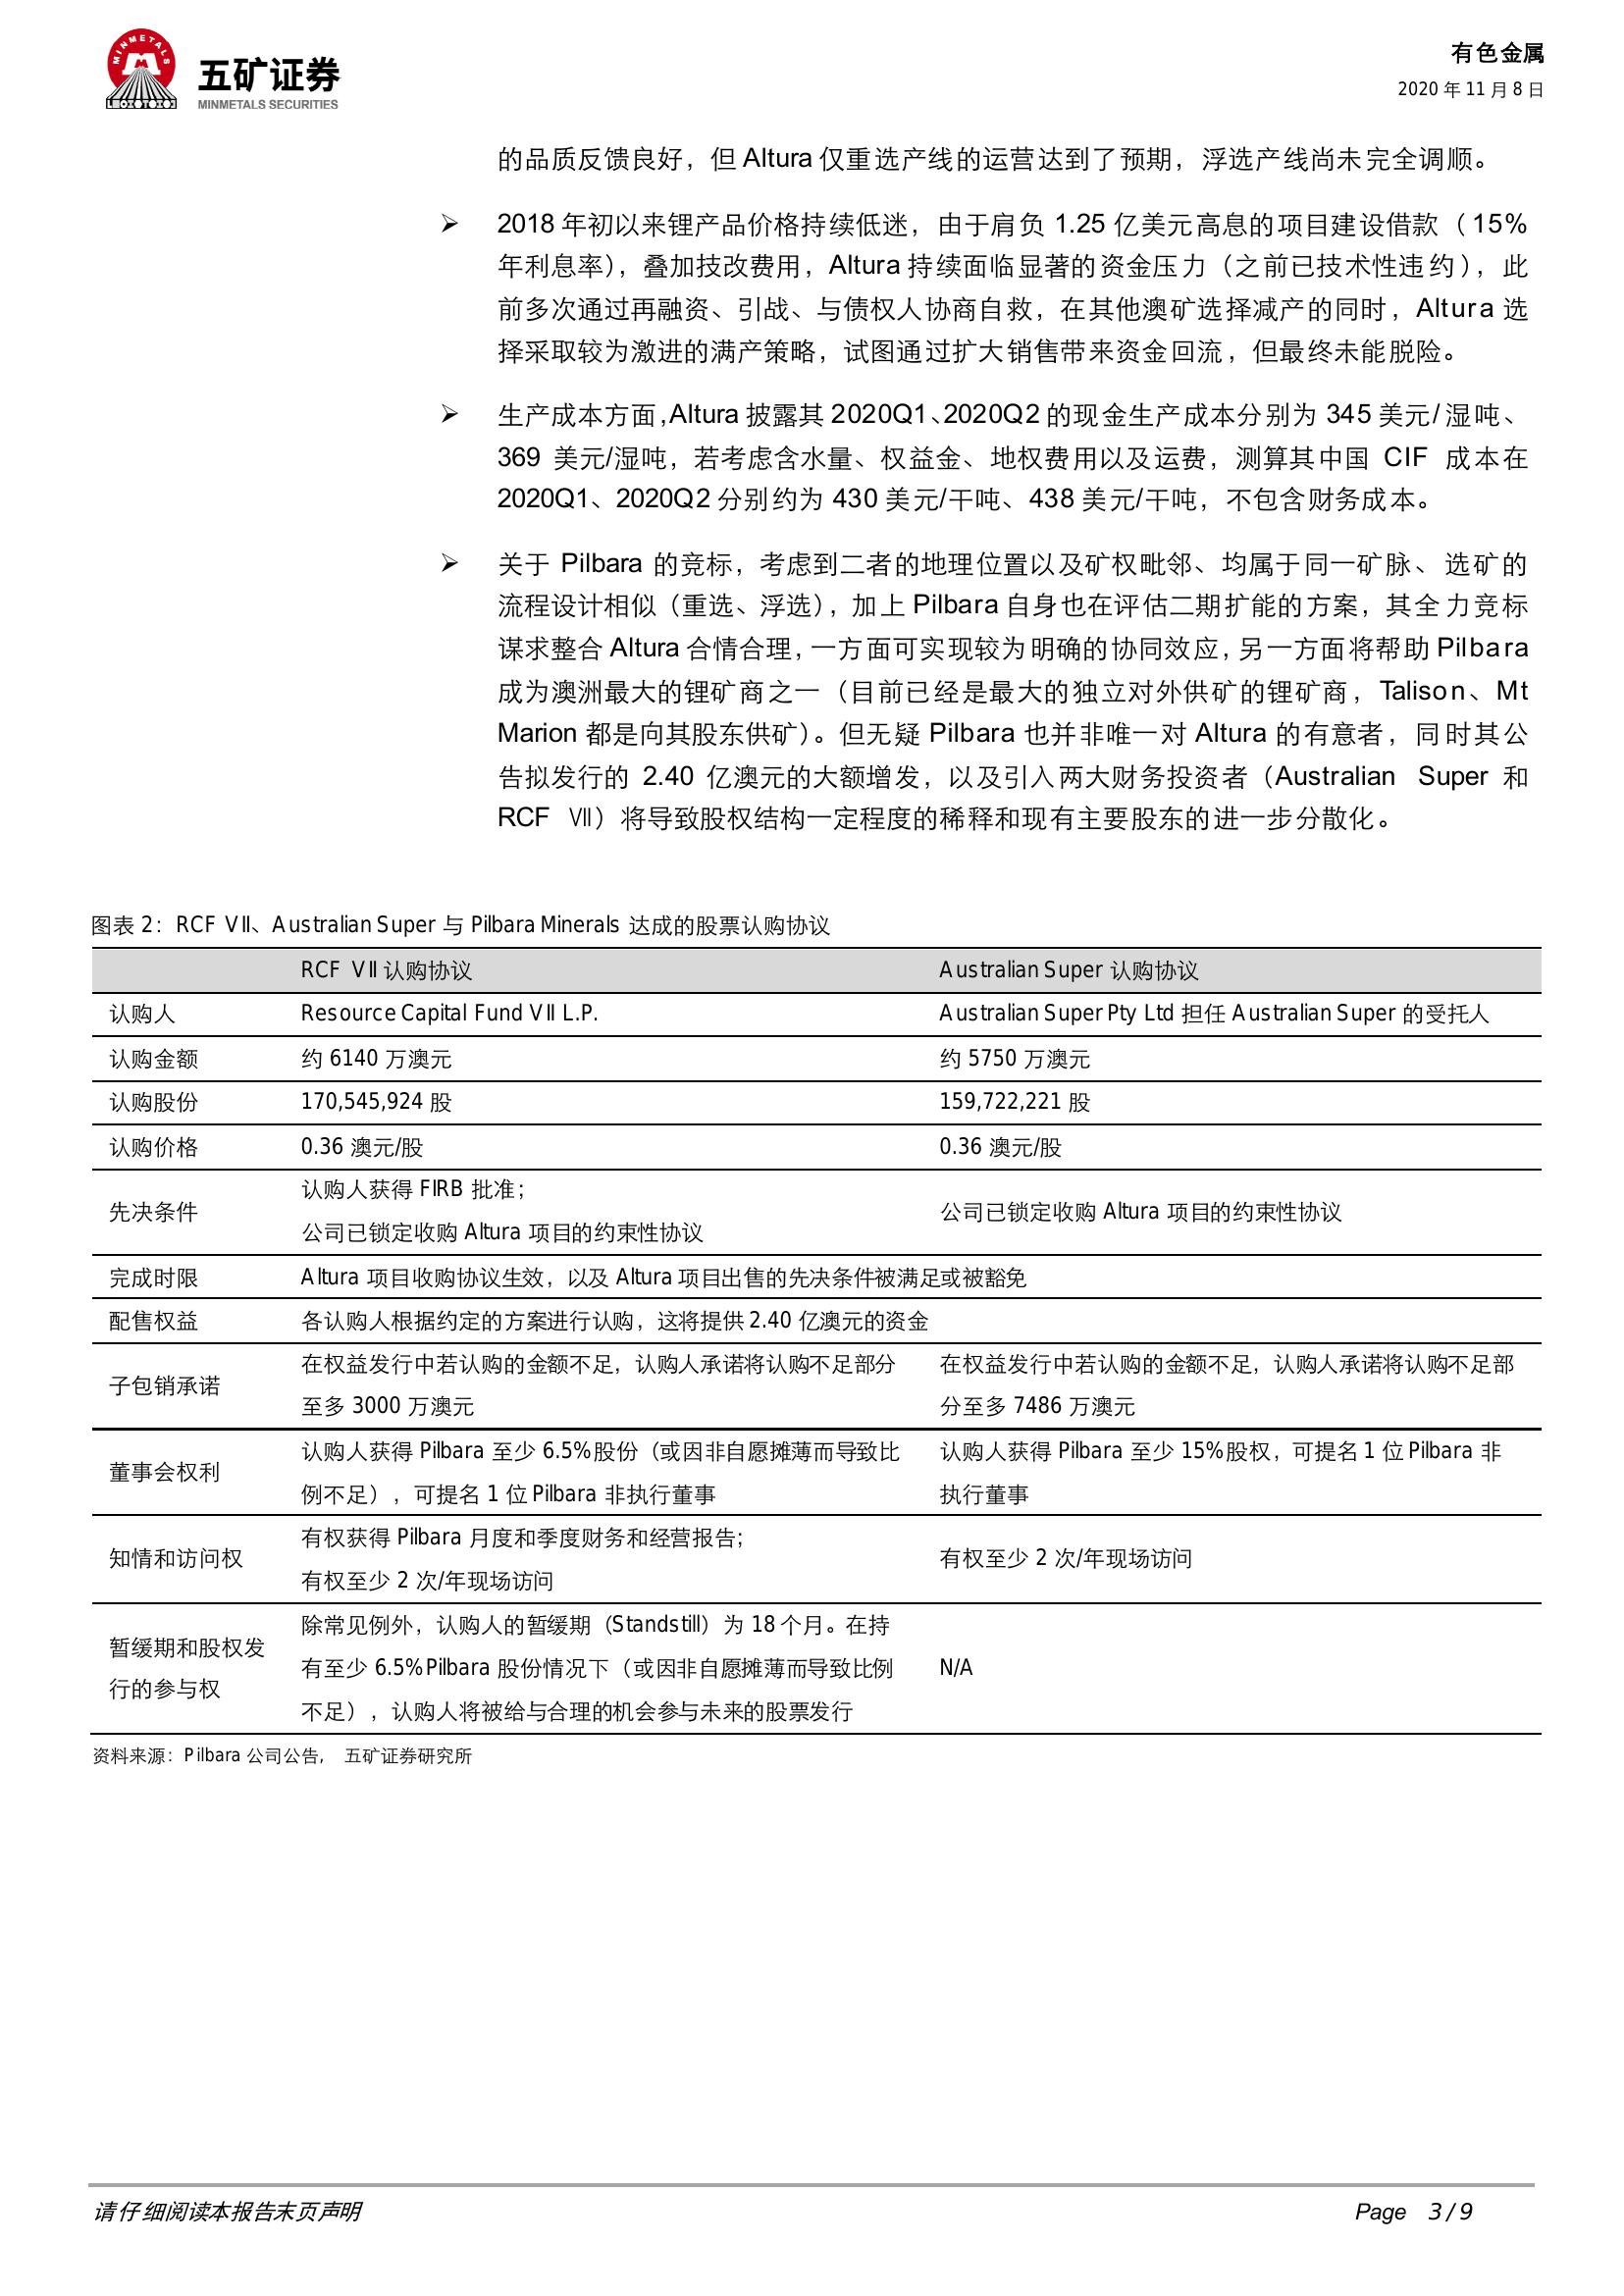 MINMETALS
五矿证券
MINMETALS SECURITIES
有色金属
2020 年 11 月 8 日
的品质反馈良好，但 Altura 仅重选产线的运营达到了预期，浮选产线尚未完全调顺。
➢ 2018 年初以来锂产品价格持续低迷，由于肩负 1.25 亿美元高息的项目建设借款（15%
年利息率），叠加技改费用，Altura 持续面临显著的资金压力（之前已技术性违约），此
前多次通过再融资、引战、与债权人协商自救，在其他澳矿选择减产的同时，Altura 选
择采取较为激进的满产策略，试图通过扩大销售带来资金回流，但最终未能脱险。
➢ 生产成本方面，Altura 披露其 2020Q1、2020Q2 的现金生产成本分别为 345 美元/湿吨、
369 美元/湿吨，若考虑含水量、权益金、地权费用以及运费，测算其中国 CIF 成本在
2020Q1、2020Q2 分别约为 430 美元/干吨、438 美元/干吨，不包含财务成本。
➢ 关于 Pilbara 的竞标，考虑到二者的地理位置以及矿权毗邻、均属于同一矿脉、选矿的
流程设计相似（重选、浮选），加上 Pilbara 自身也在评估二期扩能的方案，其全力竞标
谋求整合 Altura 合情合理，一方面可实现较为明确的协同效应，另一方面将帮助 Pilbara
成为澳洲最大的锂矿商之一（目前已经是最大的独立对外供矿的锂矿商，Talison、Mt
Marion 都是向其股东供矿）。但无疑 Pilbara 也并非唯一对 Altura 的有意者，同时其公
告拟发行的 2.40 亿澳元的大额增发，以及引入两大财务投资者（Australian Super 和
RCF Ⅶ）将导致股权结构一定程度的稀释和现有主要股东的进一步分散化。
图表 2：RCF VII、Australian Super 与 Pilbara Minerals 达成的股票认购协议
RCF VII 认购协议 Australian Super 认购协议
认购人 Resource Capital Fund VII L.P. Australian Super Pty Ltd 担任 Australian Super 的受托人
认购金额 约 6140 万澳元 约 5750 万澳元
认购股份 170,545,924 股 159,722,221 股
认购价格 0.36 澳元/股 0.36 澳元/股
先决条件 认购人获得 FIRB 批准；
公司已锁定收购 Altura 项目的约束性协议 公司已锁定收购 Altura 项目的约束性协议
完成时限 Altura 项目收购协议生效，以及 Altura 项目出售的先决条件被满足或被豁免
配售权益 各认购人根据约定的方案进行认购，这将提供 2.40 亿澳元的资金
子包销承诺 在权益发行中若认购的金额不足，认购人承诺将认购不足部分
至多 3000 万澳元
在权益发行中若认购的金额不足，认购人承诺将认购不足部
分至多 7486 万澳元
董事会权利 认购人获得 Pilbara 至少 6.5%股份（或因非自愿摊薄而导致比
例不足），可提名 1 位 Pilbara 非执行董事
认购人获得 Pilbara 至少 15%股权，可提名 1 位 Pilbara 非
执行董事
知情和访问权 有权获得 Pilbara 月度和季度财务和经营报告；
有权至少 2 次/年现场访问 有权至少 2 次/年现场访问
暂缓期和股权发
行的参与权
除常见例外，认购人的暂缓期（Standstill）为 18 个月。在持
有至少 6.5%Pilbara 股份情况下（或因非自愿摊薄而导致比例
不足），认购人将被给与合理的机会参与未来的股票发行
N/A
资料来源：Pilbara 公司公告， 五矿证券研究所
请仔细阅读本报告末页声明
Page 3 / 9